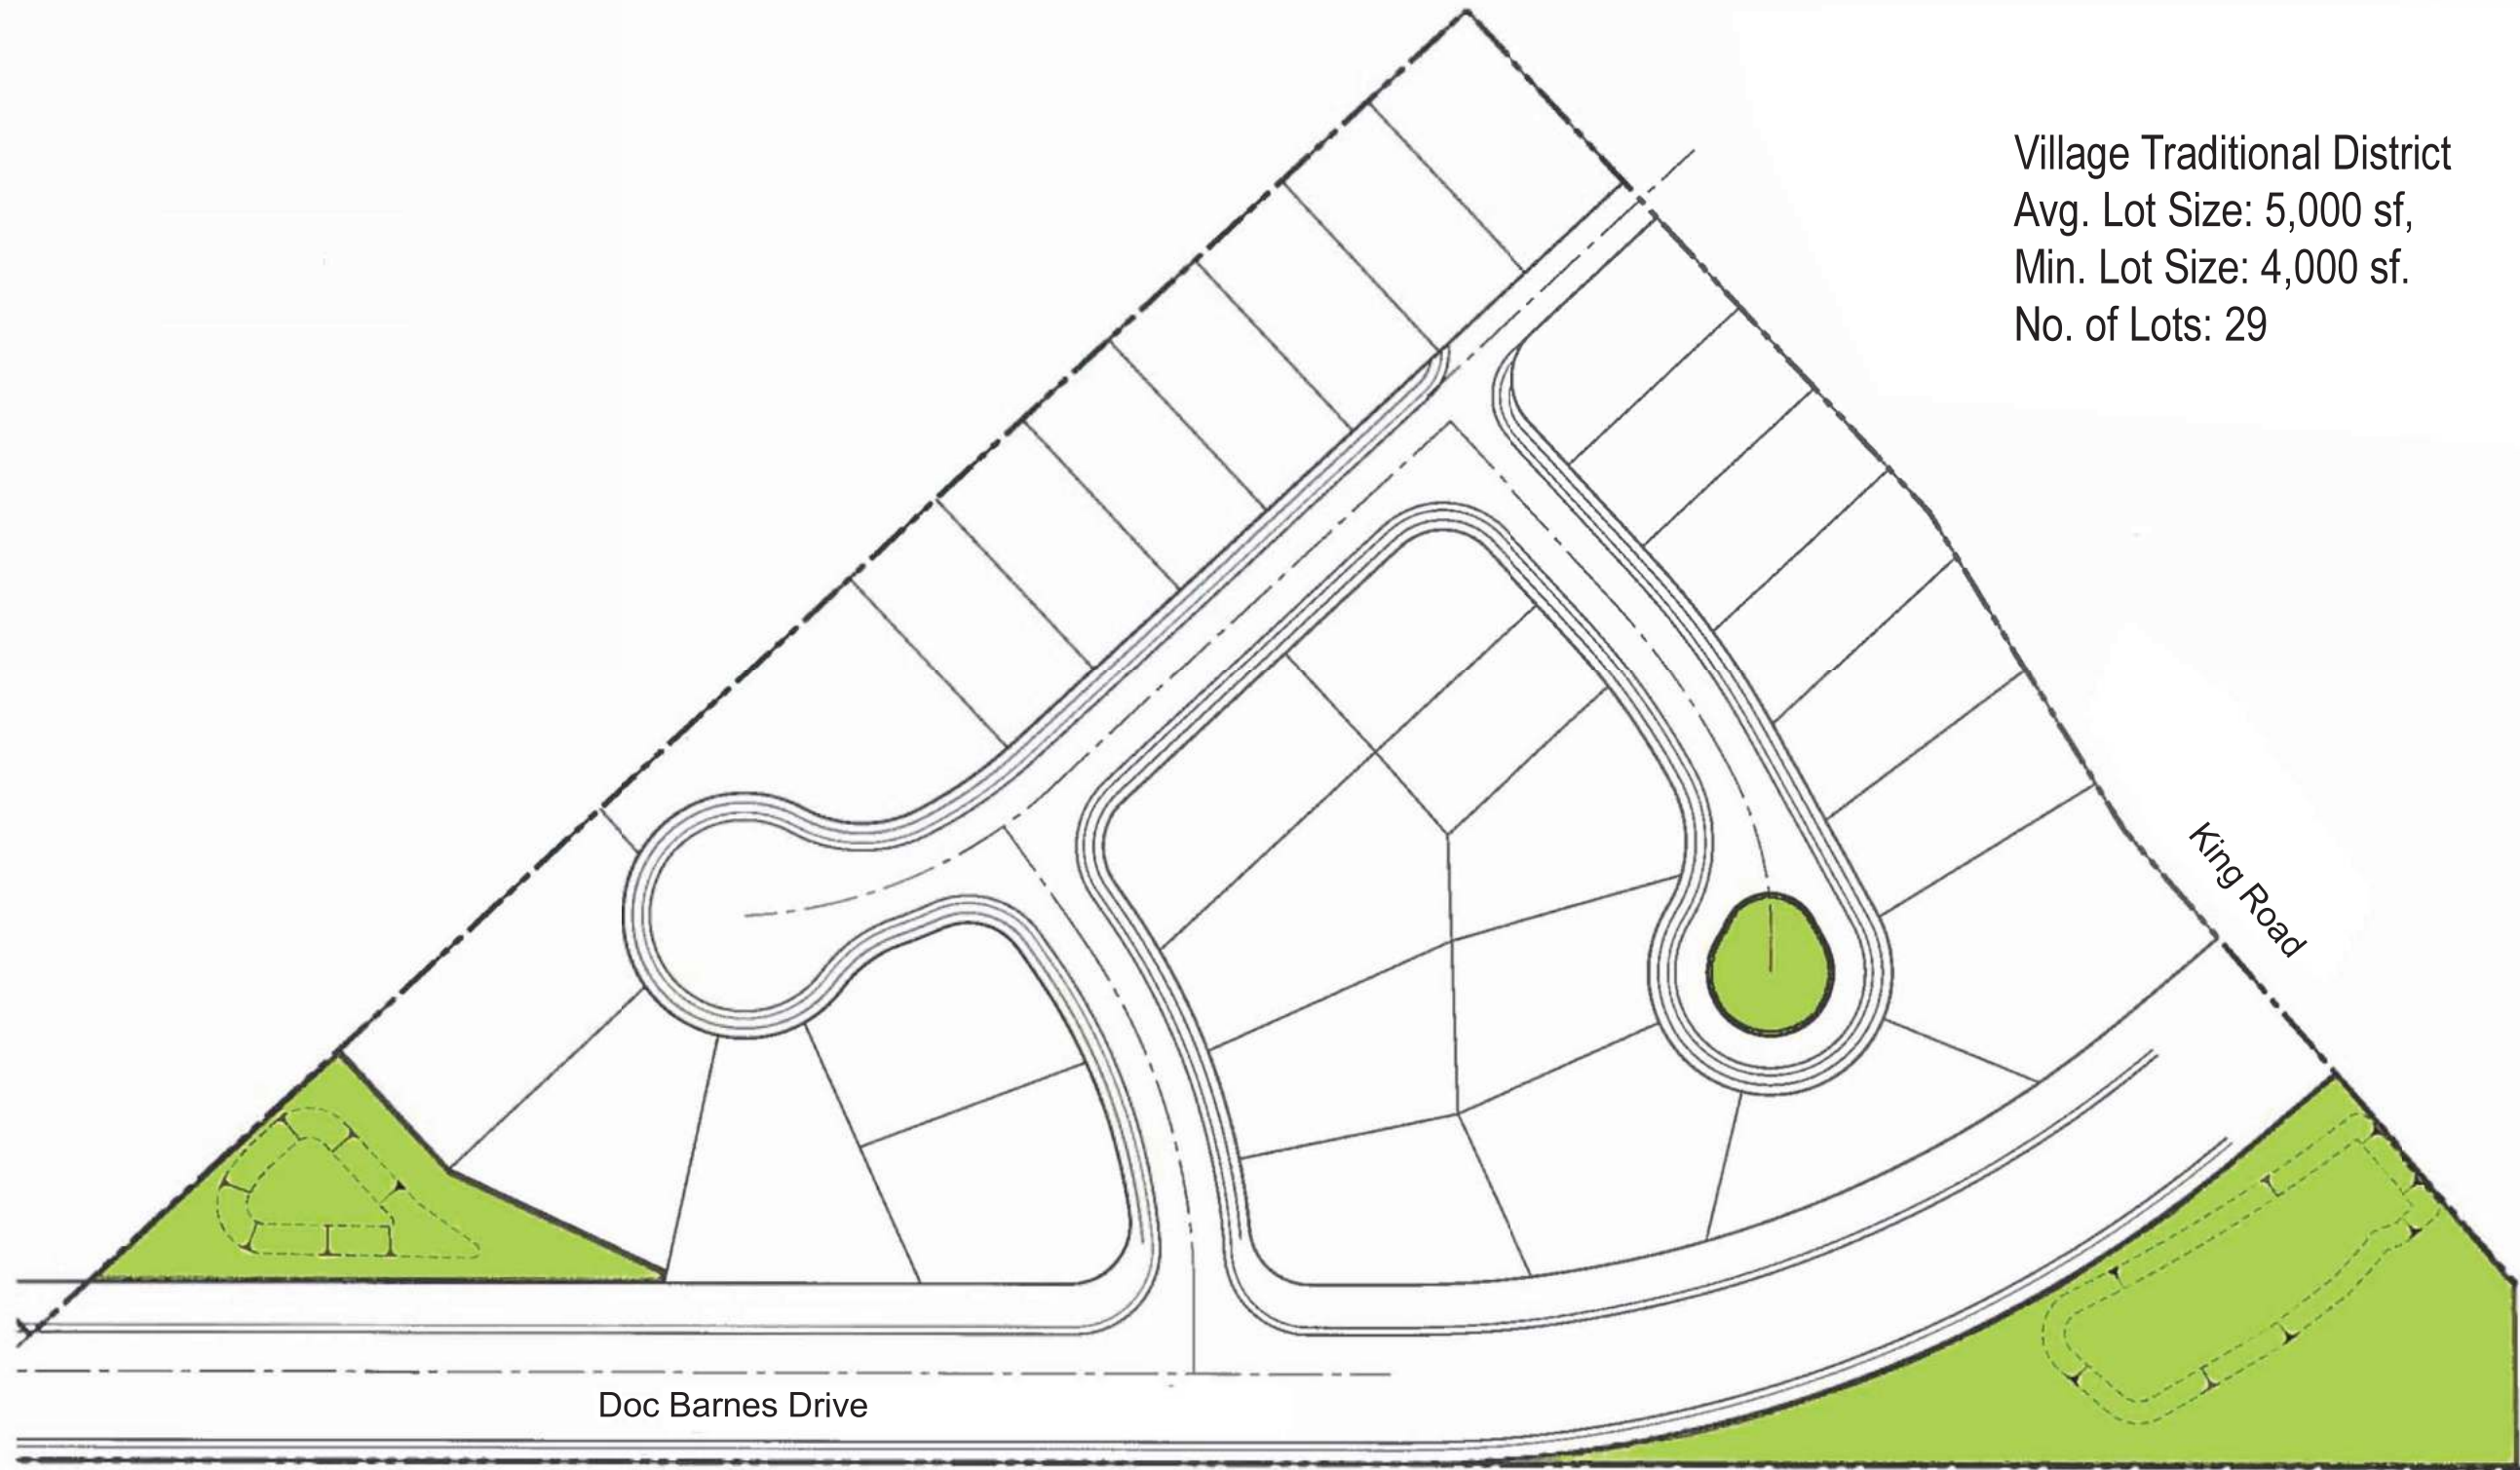 Village Traditional District
Avg. Lot Size: 5,000 sf,
Min. Lot Size: 4,000 sf.
No. of Lots: 29
King Road
Doc Barnes Drive